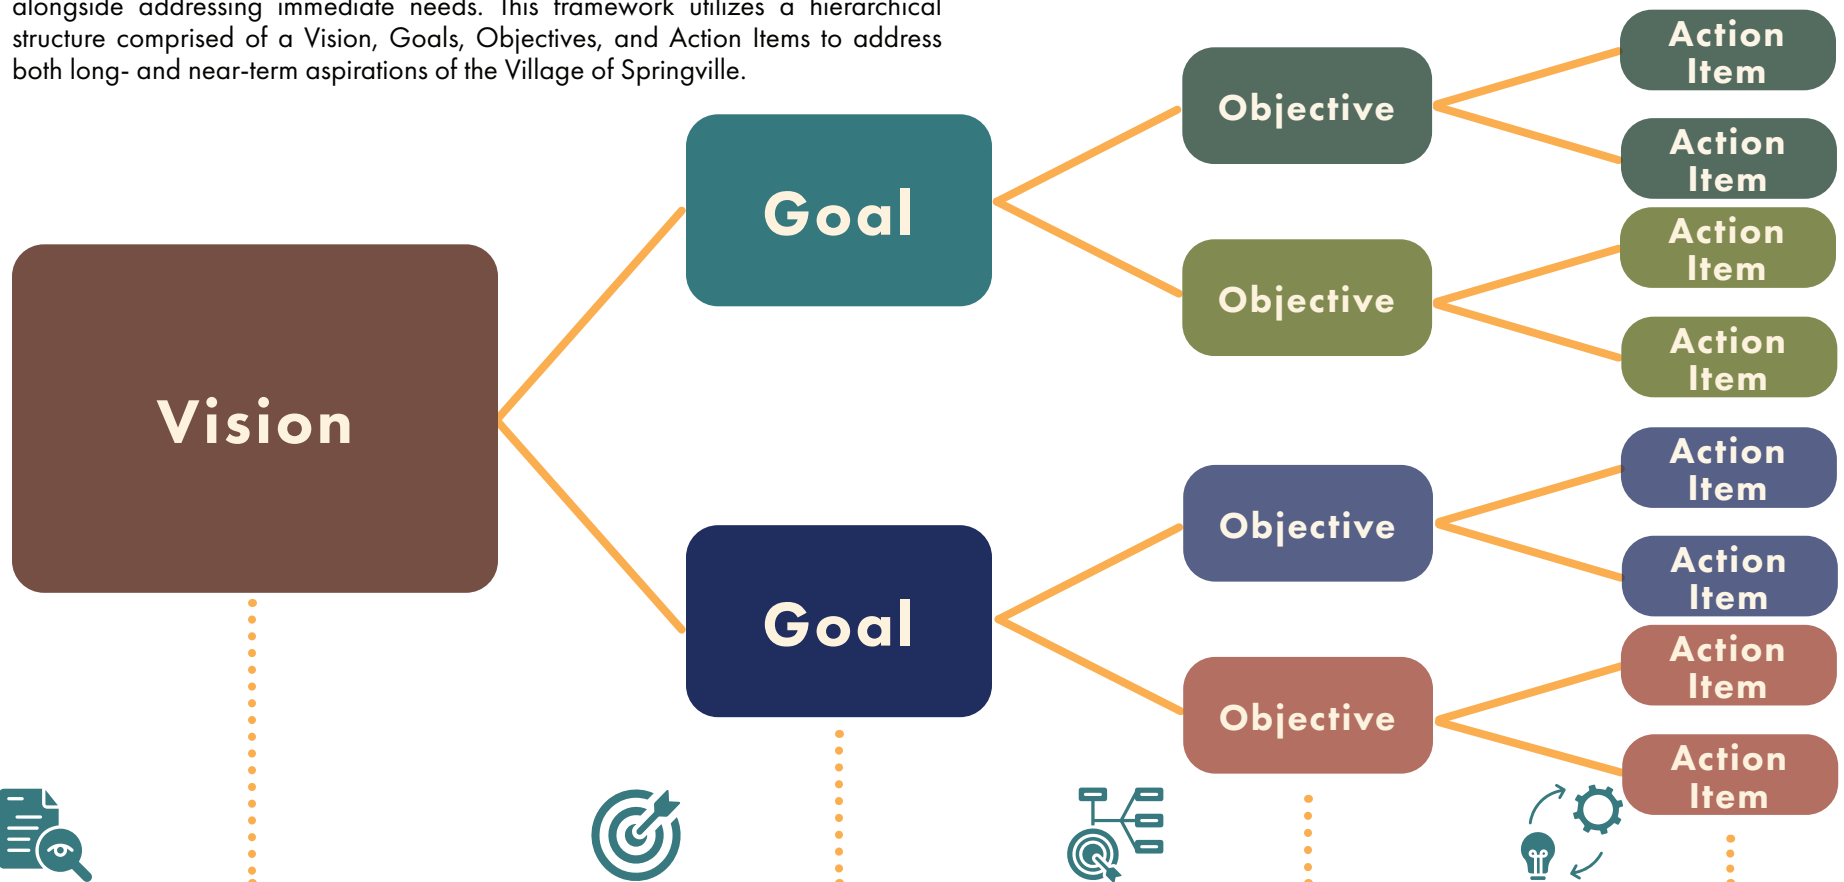 alongside addressing immediate needs. This framework utilizes a hierarchical
structure comprised of a Vision, Goals, Objectives, and Action Items to address
both long- and near-term aspirations of the Village of Springville.
Vision
Goal
Goal
Objective
Objective
Objective
Objective
Action
Item
Action
Item
Action
Item
Action
Item
Action
Item
Action
Item
Action
Item
Action
Item